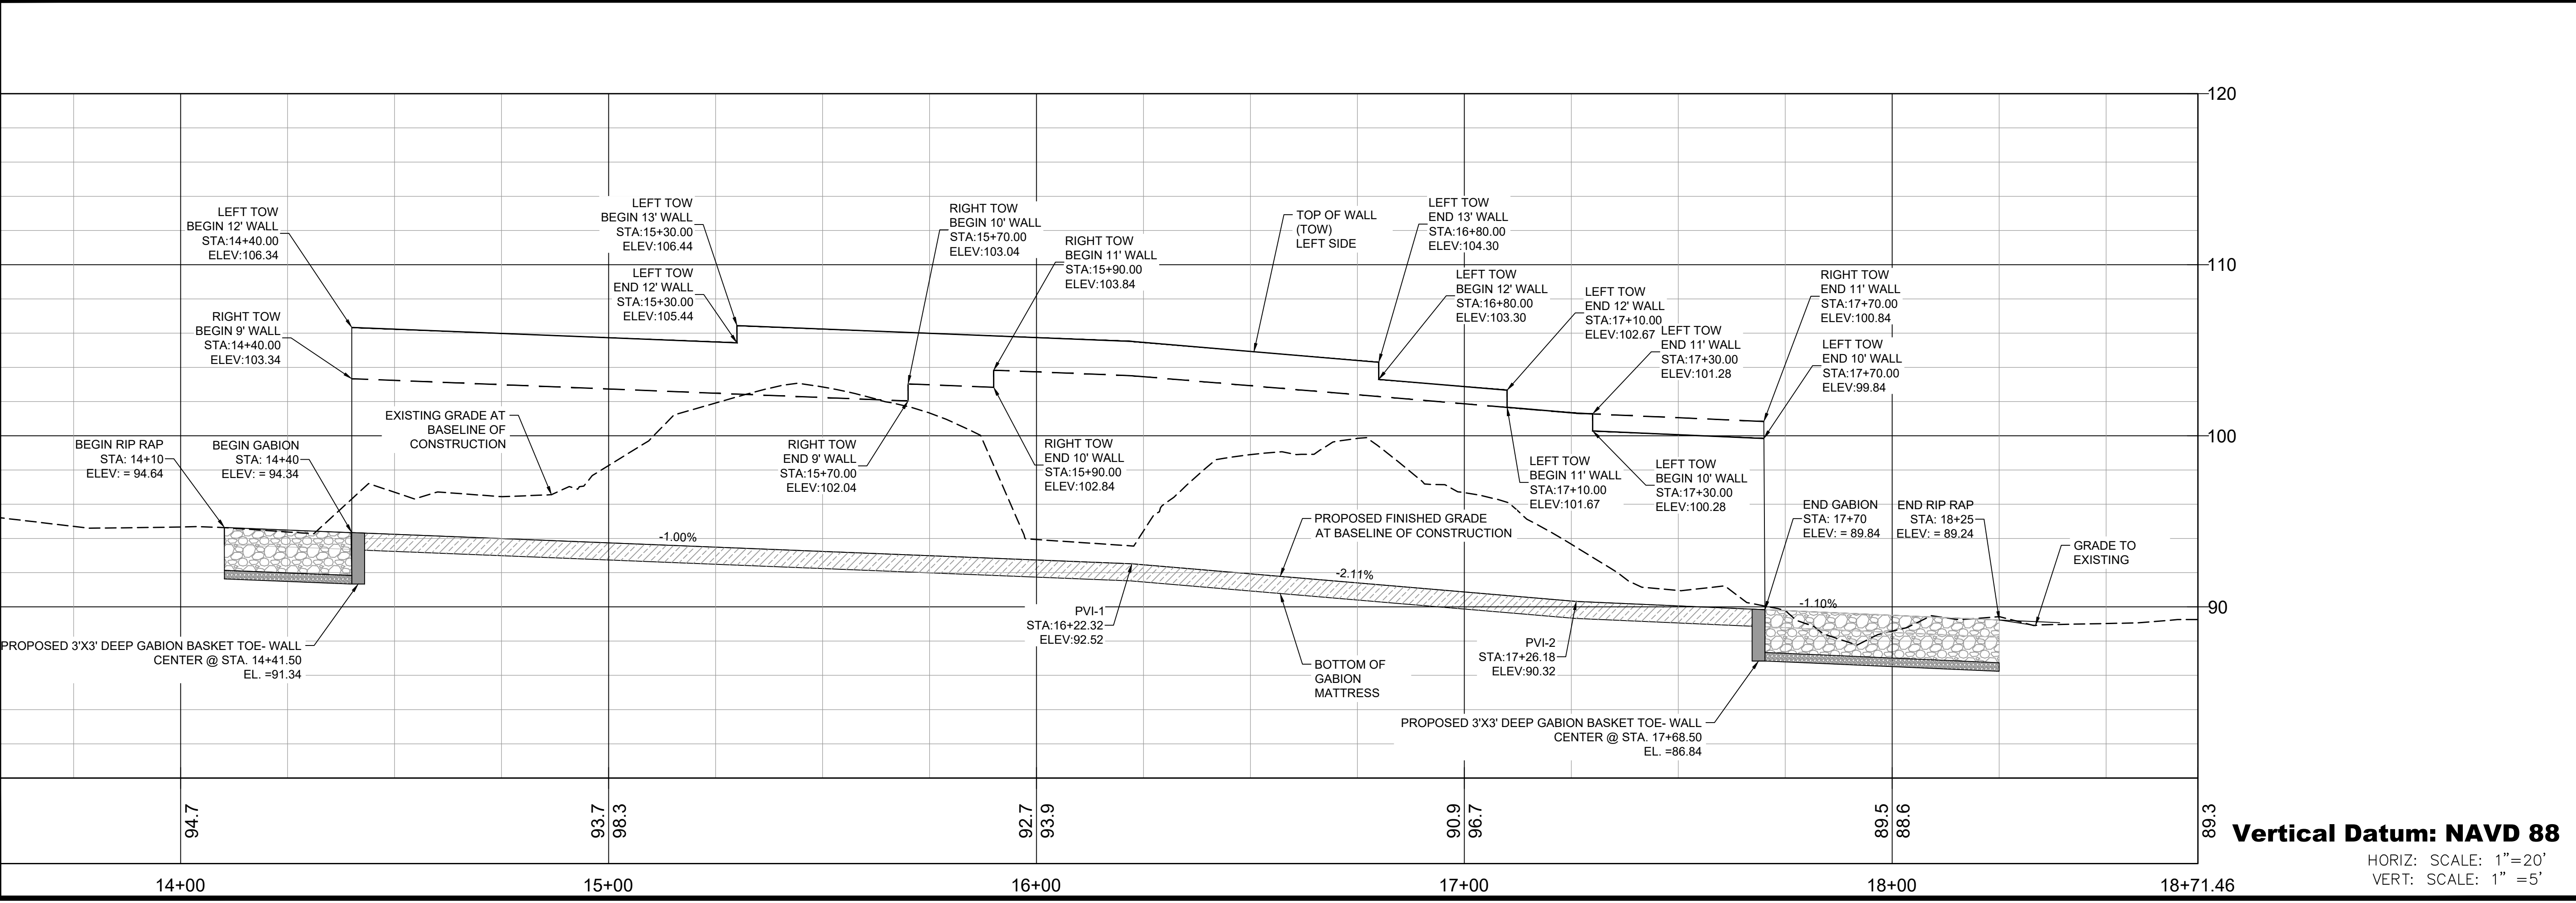 120
LEFT TOW
BEGIN 12' WALL
STA:14+40.00
ELEV:106.34
RIGHT TOW
BEGIN 9' WALL
STA:14+40.00
ELEV:103.34
LEFT TOW
BEGIN 13' WALL
STA:15+30.00
ELEV:106.44
LEFT TOW
END 12' WALL
STA:15+30.00
ELEV:105.44
RIGHT TOW
BEGIN 10' WALL
STA:15+70.00
ELEV:103.04
RIGHT TOW
BEGIN 11' WALL
STA:15+90.00
ELEV:103.84
TOP OF WALL
(TOW)
LEFT SIDE
LEFT TOW
END 13' WALL
STA:16+80.00
ELEV:104.30
LEFT TOW
BEGIN 12' WALL
STA:16+80.00
ELEV:103.30
LEFT TOW
END 12' WALL
STA:17+10.00
ELEV:102.67
LEFT TOW
END 11' WALL
STA:17+30.00
ELEV:101.28
RIGHT TOW
END 11' WALL
STA:17+70.00
ELEV:100.84
LEFT TOW
END 10' WALL
STA:17+70.00
ELEV:99.84
110
BEGIN RIP RAP
STA: 14+10
ELEV: = 94.64
BEGIN GABION
STA: 14+40
ELEV: = 94.34
EXISTING GRADE AT
BASELINE OF
CONSTRUCTION
RIGHT TOW
END 9' WALL
STA:15+70.00
ELEV:102.04
RIGHT TOW
END 10' WALL
STA:15+90.00
ELEV:102.84
LEFT TOW
BEGIN 11' WALL
STA:17+10.00
ELEV:101.67
LEFT TOW
BEGIN 10' WALL
STA:17+30.00
ELEV:100.28
100
END GABION
STA: 17+70
ELEV: = 89.84
END RIP RAP
STA: 18+25
ELEV: = 89.24
GRADE TO
EXISTING
PROPOSED FINISHED GRADE
AT BASELINE OF CONSTRUCTION
-1.00%
-2.11%
-1.10%
90
PVI-1
STA:16+22.32
ELEV:92.52
PVI-2
STA:17+26.18
ELEV:90.32
PROPOSED 3'X3' DEEP GABION BASKET TOE- WALL
CENTER @ STA. 14+41.50
EL. =91.34
BOTTOM OF
GABION
MATTRESS
PROPOSED 3'X3' DEEP GABION BASKET TOE- WALL
CENTER @ STA. 17+68.50
EL. =86.84
94.7
93.7
98.3
92.7
93.9
90.9
96.7
89.5
88.6
89.3
Vertical Datum: NAVD 88
HORIZ: SCALE: 1"=20'
VERT: SCALE: 1" =5'
14+00
15+00
16+00
17+00
18+00
18+71.46